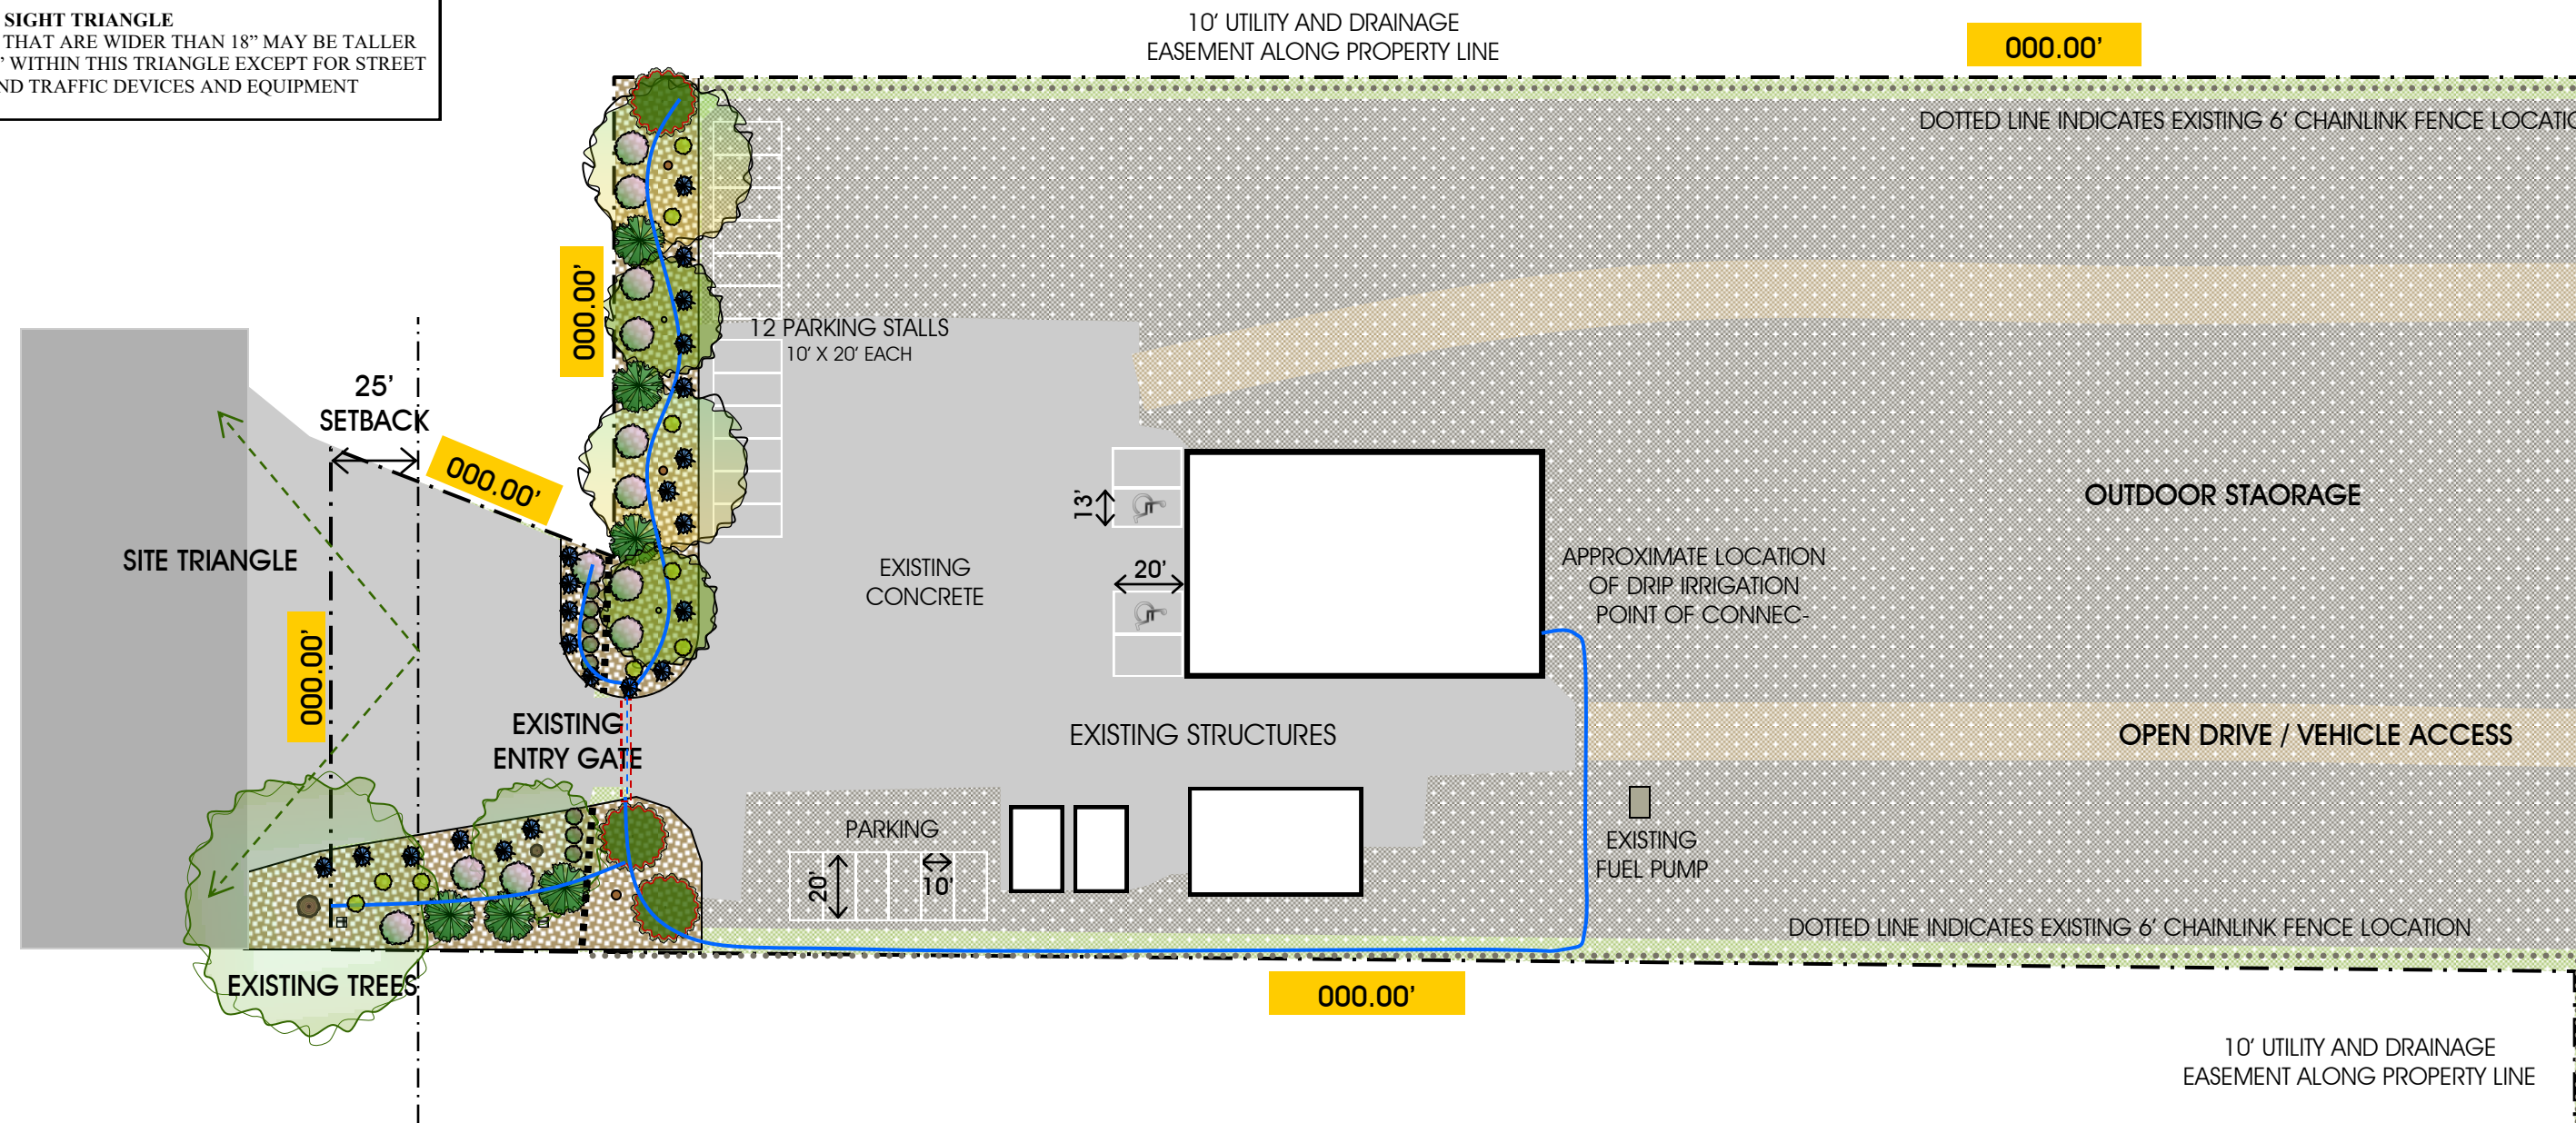 SIGHT TRIANGLE
THAT ARE WIDER THAN 18” MAY BE TALLER
” WITHIN THIS TRIANGLE EXCEPT FOR STREET
ND TRAFFIC DEVICES AND EQUIPMENT
10’ UTILITY AND DRAINAGE
EASEMENT ALONG PROPERTY LINE
000.00’
DOTTED LINE INDICATES EXISTING 6’ CHAINLINK FENCE LOCATIO
000.00’
12 PARKING STALLS
10’ X 20’ EACH
25’
SETBACK
000.00’
SITE TRIANGLE
000.00’
13’
20’
EXISTING
CONCRETE
APPROXIMATE LOCATION
OF DRIP IRRIGATION
POINT OF CONNEC-
OUTDOOR STAORAGE
EXISTING
ENTRY GATE
EXISTING STRUCTURES
OPEN DRIVE / VEHICLE ACCESS
PARKING
20’
10’
EXISTING
FUEL PUMP
DOTTED LINE INDICATES EXISTING 6’ CHAINLINK FENCE LOCATION
EXISTING TREES
000.00’
10’ UTILITY AND DRAINAGE
EASEMENT ALONG PROPERTY LINE